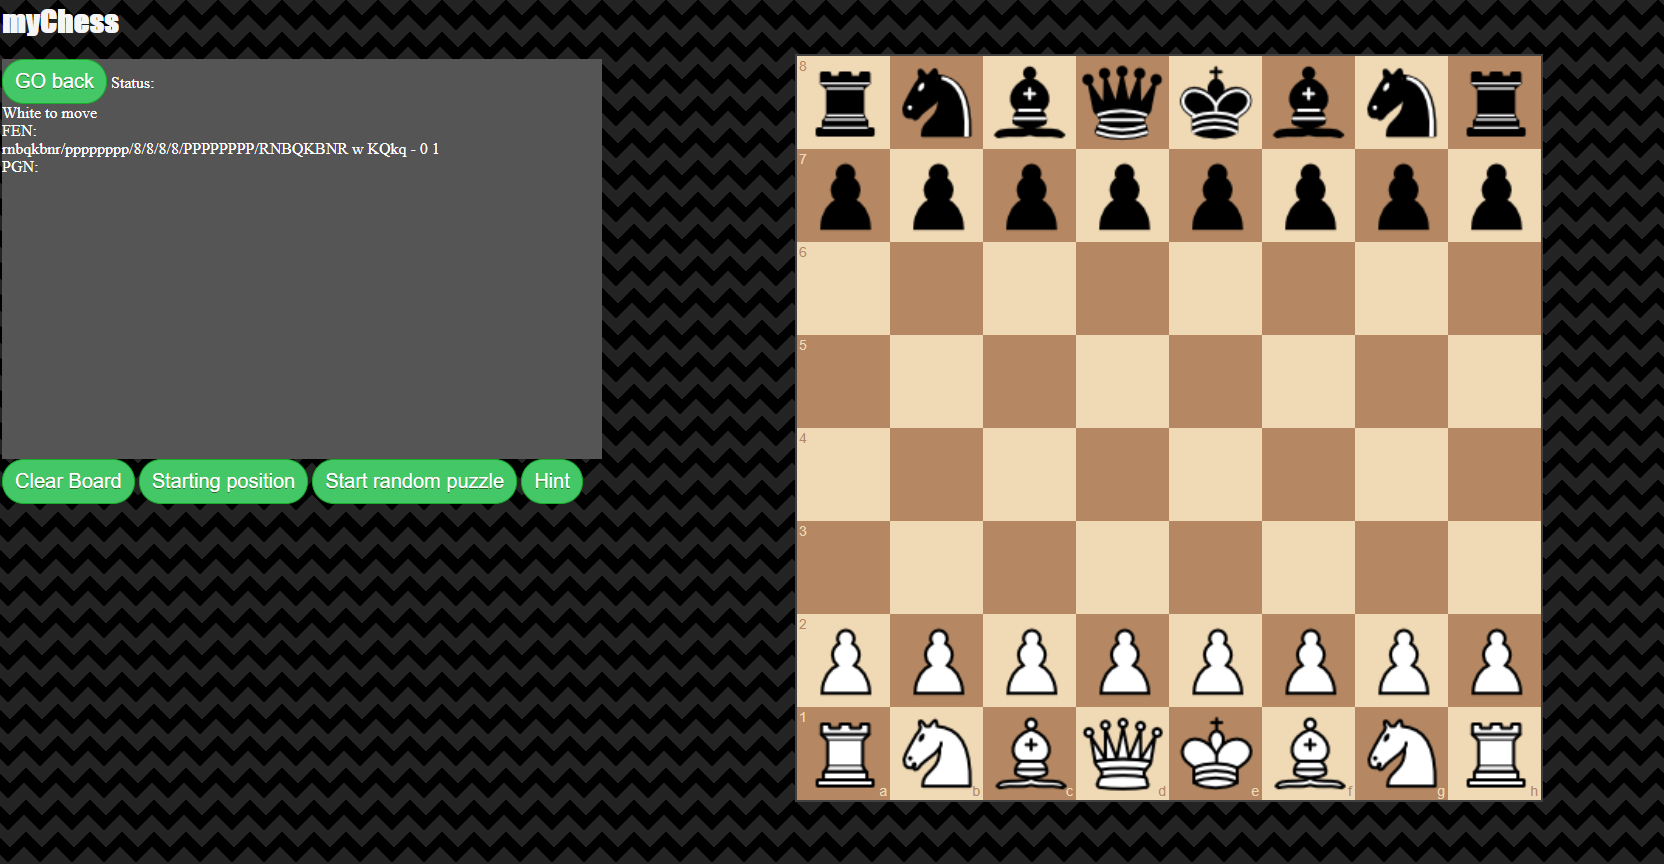 myChess
GO back Status:
White to move
FEN:
rnbqkbnr/pppppppp/8/8/8/8/PPPPPPPP/RNBQKBNR w KQkq - 0 1
PGN:
Clear Board Starting position Start random puzzle Hint
8
7
6
5
4
3
2
1
a b c d e f g h